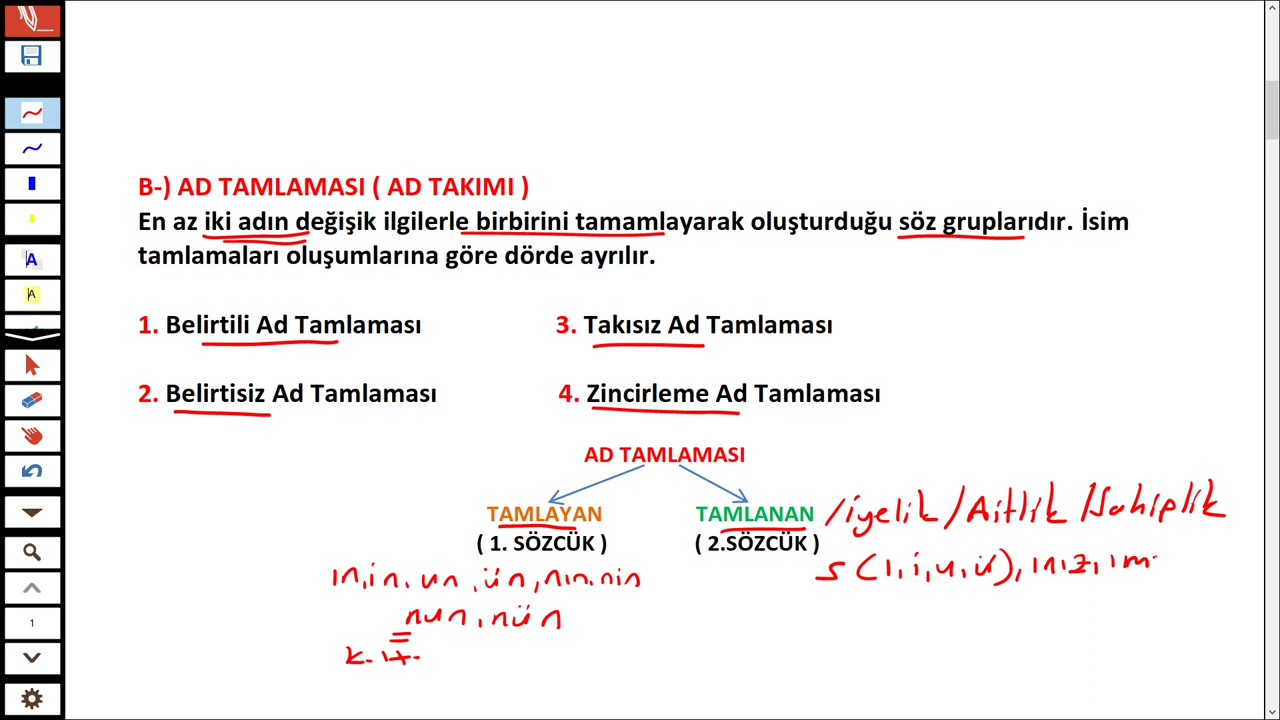 B-) AD TAMLAMASI ( AD TAKIMI )
En az iki adın değişik ilgilerle birbirini tamamlayarak oluşturduğu söz gruplarıdır. İsim
tamlamaları oluşumlarına göre dörde ayrılır.
1. Belirtili Ad Tamlaması
3. Takısız Ad Tamlaması
2. Belirtisiz Ad Tamlaması
4. Zincirleme Ad Tamlaması
AD TAMLAMASI
TAMLAYAN
TAMLANAN /iyelik /Aitlik /Sahiplik
( 1. SÖZCÜK )
( 2.SÖZCÜK )
s (ı, i, u, ü), ınız, ım
ın, in, un, ün, nın, nin
nun, nün
A
A
1